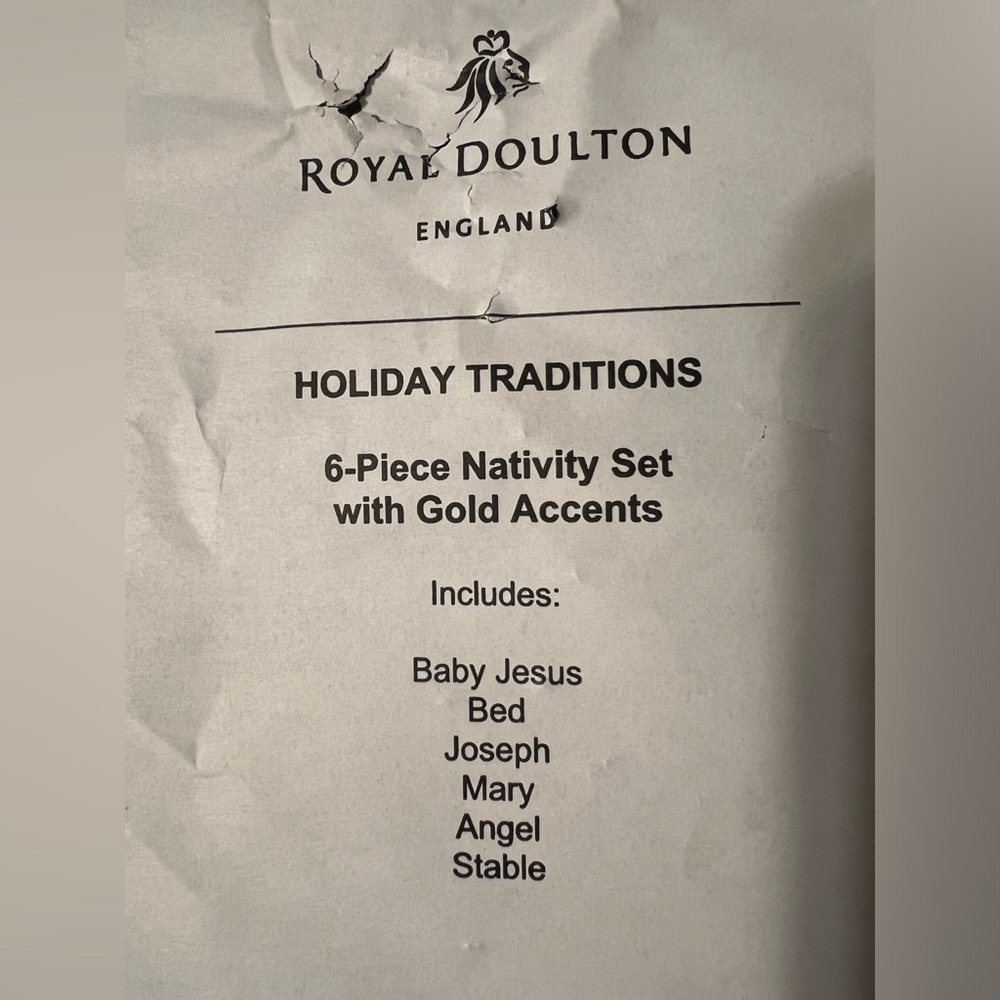 ROYAL DOULTON
ENGLAND
HOLIDAY TRADITIONS
6-Piece Nativity Set
with Gold Accents
Includes:
Baby Jesus
Bed
Joseph
Mary
Angel
Stable